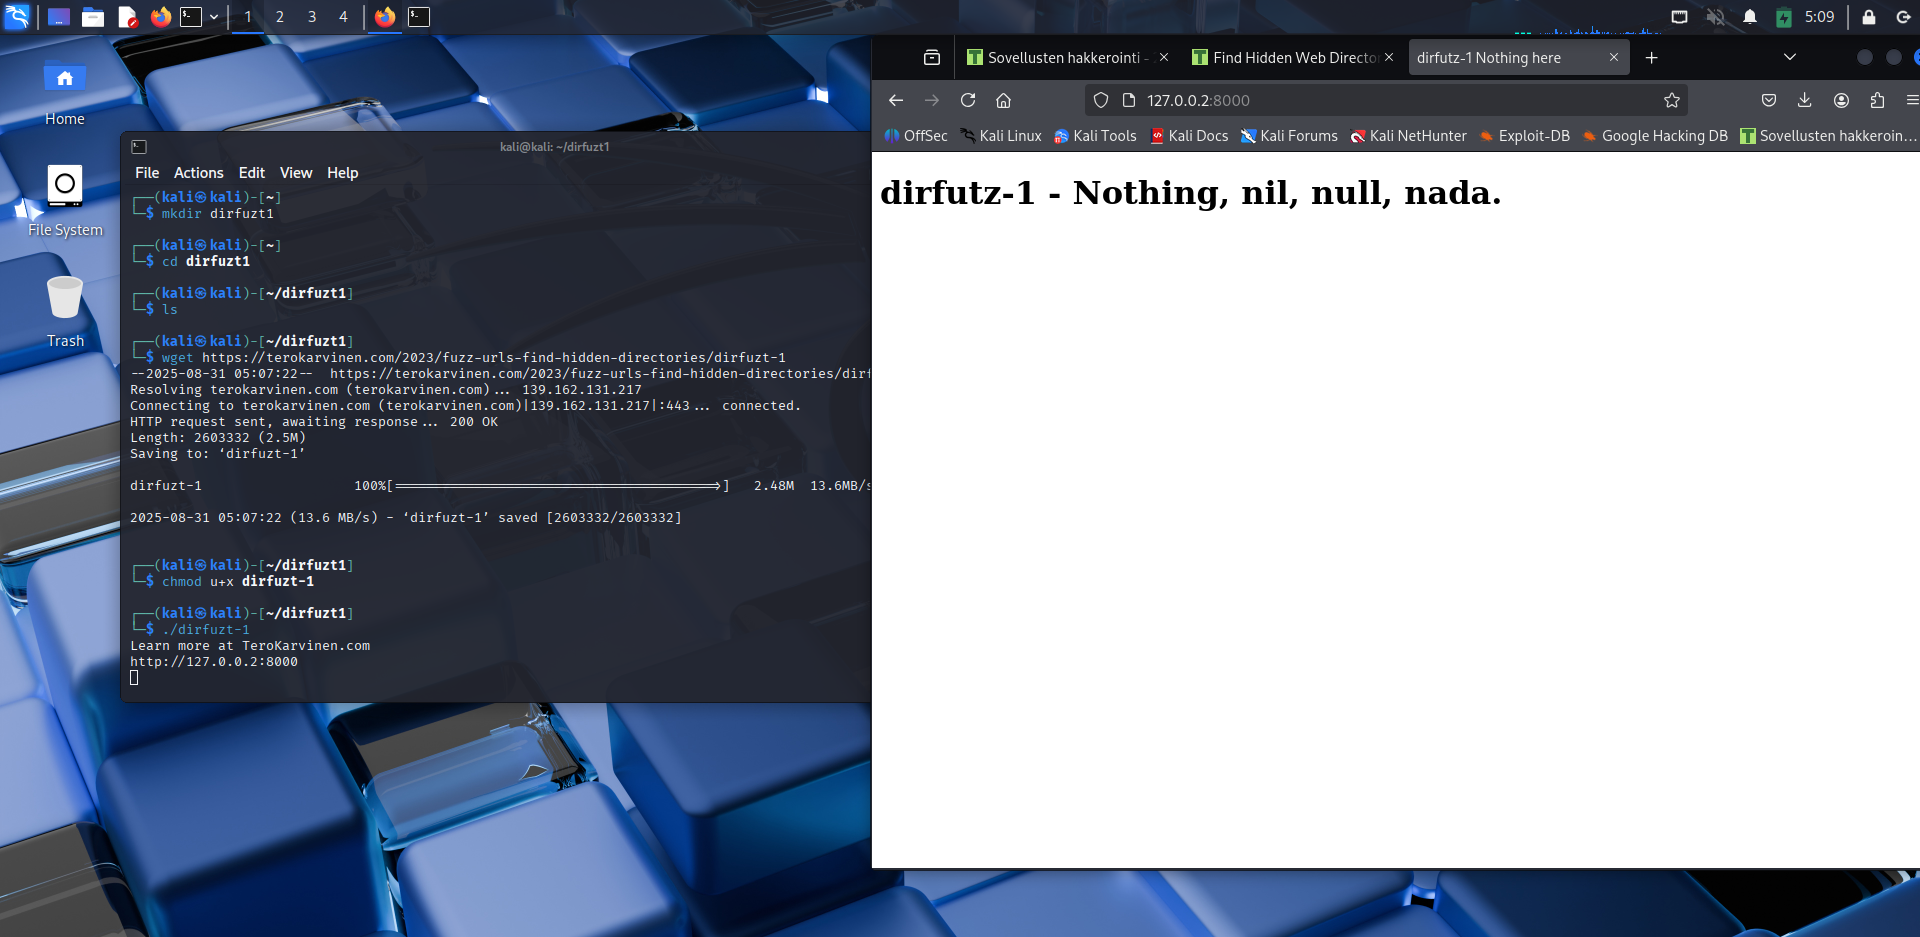 1 2 3 4 5:09
Home
File System
Trash
kali@kali: ~/dirfuzt1
File Actions Edit View Help
┌──(kali㉿kali)-[~]
└─$ mkdir dirfuzt1
┌──(kali㉿kali)-[~]
└─$ cd dirfuzt1
┌──(kali㉿kali)-[~/dirfuzt1]
└─$ ls
┌──(kali㉿kali)-[~/dirfuzt1]
└─$ wget https://terokarvinen.com/2023/fuzz-urls-find-hidden-directories/dirfuzt-1
--2025-08-31 05:07:22-- https://terokarvinen.com/2023/fuzz-urls-find-hidden-directories/dirf
Resolving terokarvinen.com (terokarvinen.com)... 139.162.131.217
Connecting to terokarvinen.com (terokarvinen.com)|139.162.131.217|:443... connected.
HTTP request sent, awaiting response... 200 OK
Length: 2603332 (2.5M)
Saving to: ‘dirfuzt-1’
dirfuzt-1 100%[========================================>] 2.48M 13.6MB/s
2025-08-31 05:07:22 (13.6 MB/s) - ‘dirfuzt-1’ saved [2603332/2603332]
┌──(kali㉿kali)-[~/dirfuzt1]
└─$ chmod u+x dirfuzt-1
┌──(kali㉿kali)-[~/dirfuzt1]
└─$ ./dirfuzt-1
Learn more at TeroKarvinen.com
http://127.0.0.2:8000
Sovellusten hakkerointi - Find Hidden Web Director dirfutz-1 Nothing here
127.0.0.2:8000
OffSec Kali Linux Kali Tools Kali Docs Kali Forums Kali NetHunter Exploit-DB Google Hacking DB Sovellusten hakkeroin...
dirfutz-1 - Nothing, nil, null, nada.